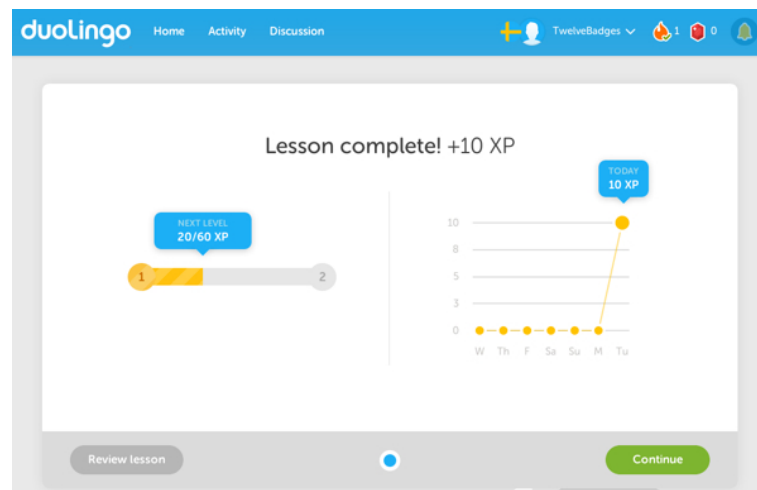 duolingo Home Activity Discussion TwelveBadges 1 0
Lesson complete! +10 XP
NEXT LEVEL
20/60 XP
1 2
TODAY
10 XP
10
8
5
3
0
W Th F Sa Su M Tu
Review lesson Continue